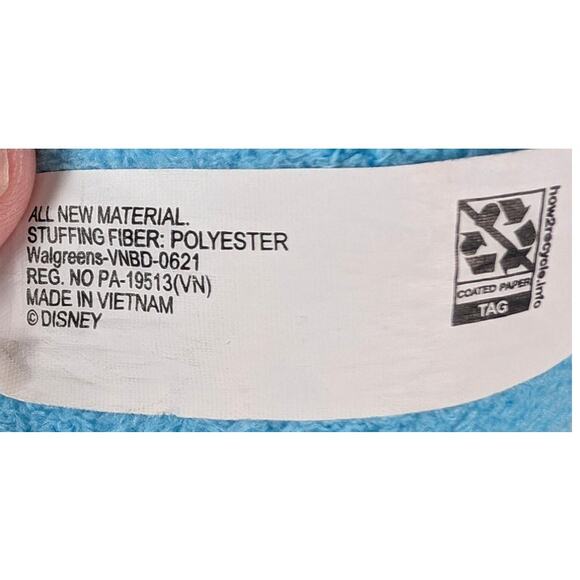 ALL NEW MATERIAL.
STUFFING FIBER: POLYESTER
Walgreens-VNBD-0621
REG. NO PA-19513(VN)
MADE IN VIETNAM
© DISNEY
how2recycle.info
COATED PAPER
TAG